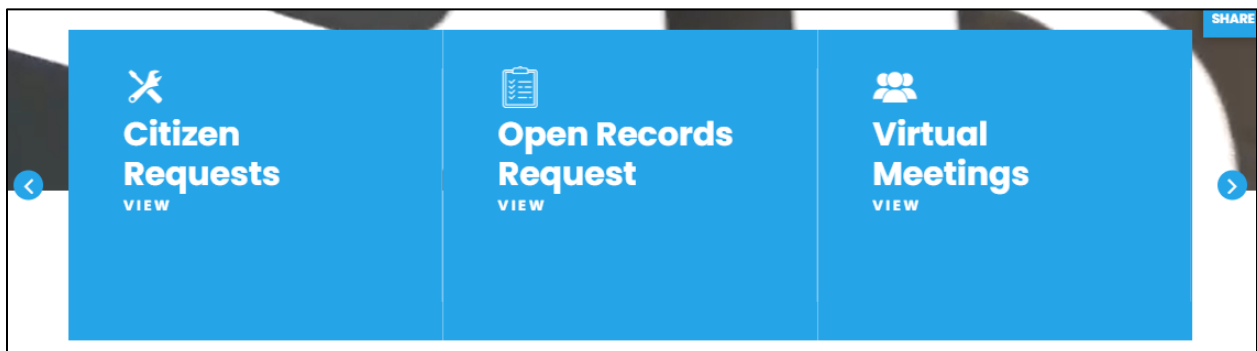 SHARE
Citizen
Requests
VIEW
Open Records
Request
VIEW
Virtual
Meetings
VIEW